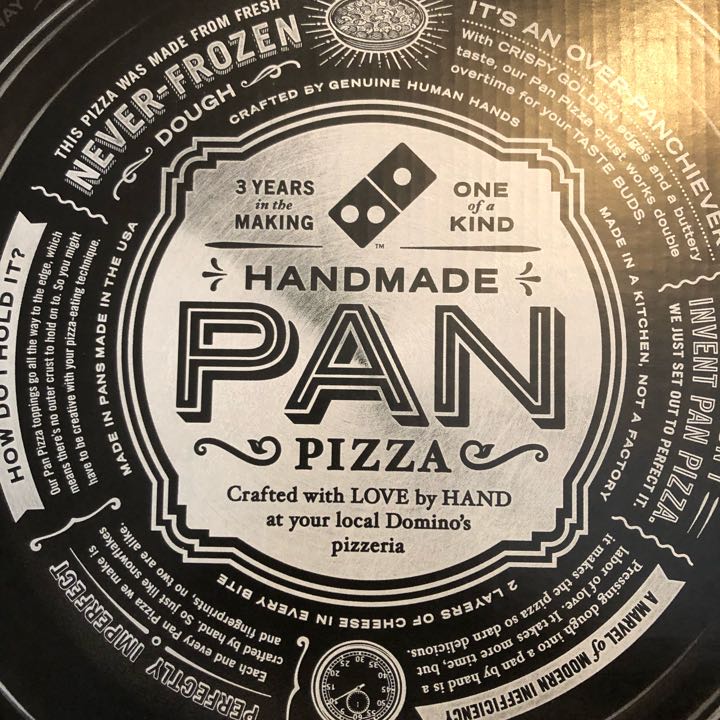 THIS PIZZA WAS MADE FROM FRESH
NEVER-FROZEN
DOUGH
CRAFTED BY GENUINE HUMAN HANDS
IT'S AN OVER-PANCHIEVER
With CRISPY GOLDEN edges and a buttery
taste, our Pan Pizza crust works double
overtime for your TASTE BUDS.
3 YEARS
in the
MAKING
ONE
of a
KIND
TM
HANDMADE
PAN
PIZZA
Crafted with LOVE by HAND
at your local Domino's
pizzeria
MADE IN A KITCHEN, NOT A FACTORY
INVENT PAN PIZZA.
WE JUST SET OUT TO PERFECT IT.
A MARVEL of MODERN INEFFICIENCY
Pressing dough into a pan by hand is a
labor of love. It takes more time, but
it makes the pizza so darn delicious.
2 LAYERS OF CHEESE IN EVERY BITE
PERFECTLY IMPERFECT
Each and every Pan Pizza we make is
crafted by hand. So just like snowflakes
and fingerprints, no two are alike.
MADE IN PANS MADE IN THE USA
HOW DO I HOLD IT?
Our Pan Pizza toppings go all the way to the edge, which
means there's no outer crust to hold on to. So you might
have to be creative with your pizza-eating technique.